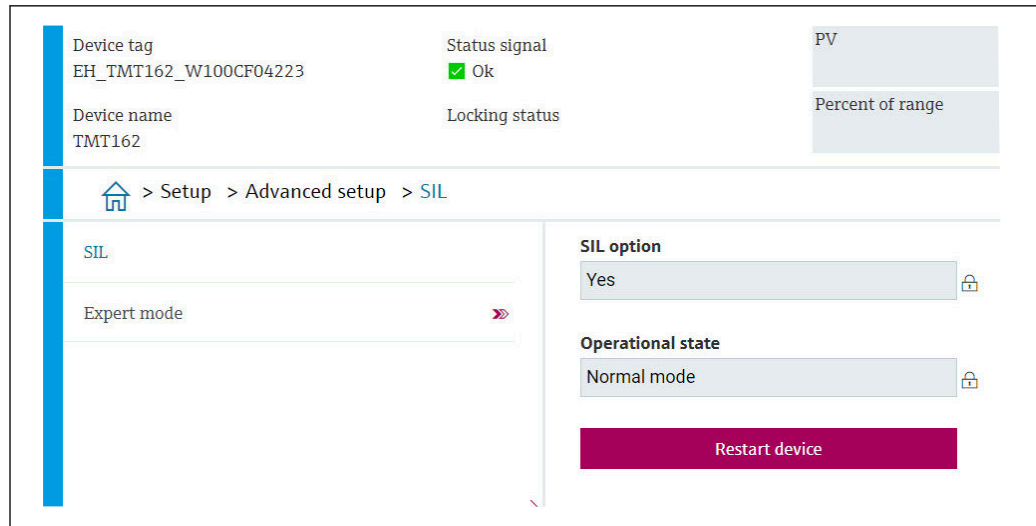 Device tag
EH_TMT162_W100CF04223
Status signal
Ok
PV
Device name
TMT162
Locking status
Percent of range
> Setup > Advanced setup > SIL
SIL
Expert mode
SIL option
Yes
Operational state
Normal mode
Restart device